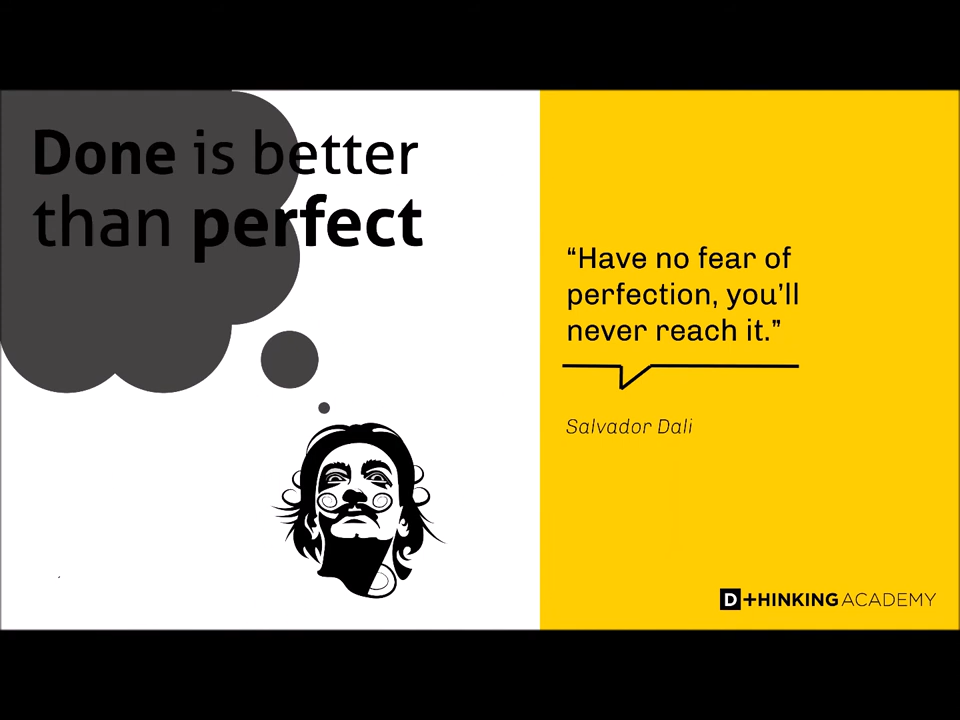 Done is better
than perfect
“Have no fear of
perfection, you’ll
never reach it.”
Salvador Dali
D+HINKING ACADEMY